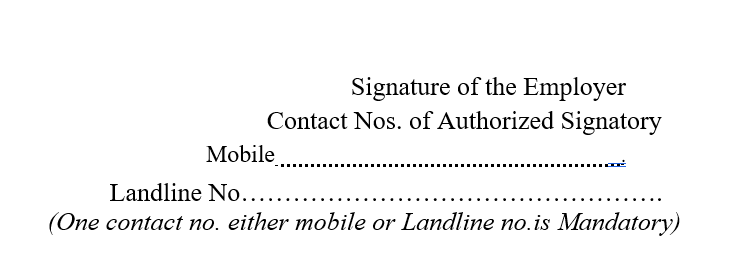 Signature of the Employer
Contact Nos. of Authorized Signatory
Mobile..............................................................
Landline No.................................................
(One contact no. either mobile or Landline no.is Mandatory)